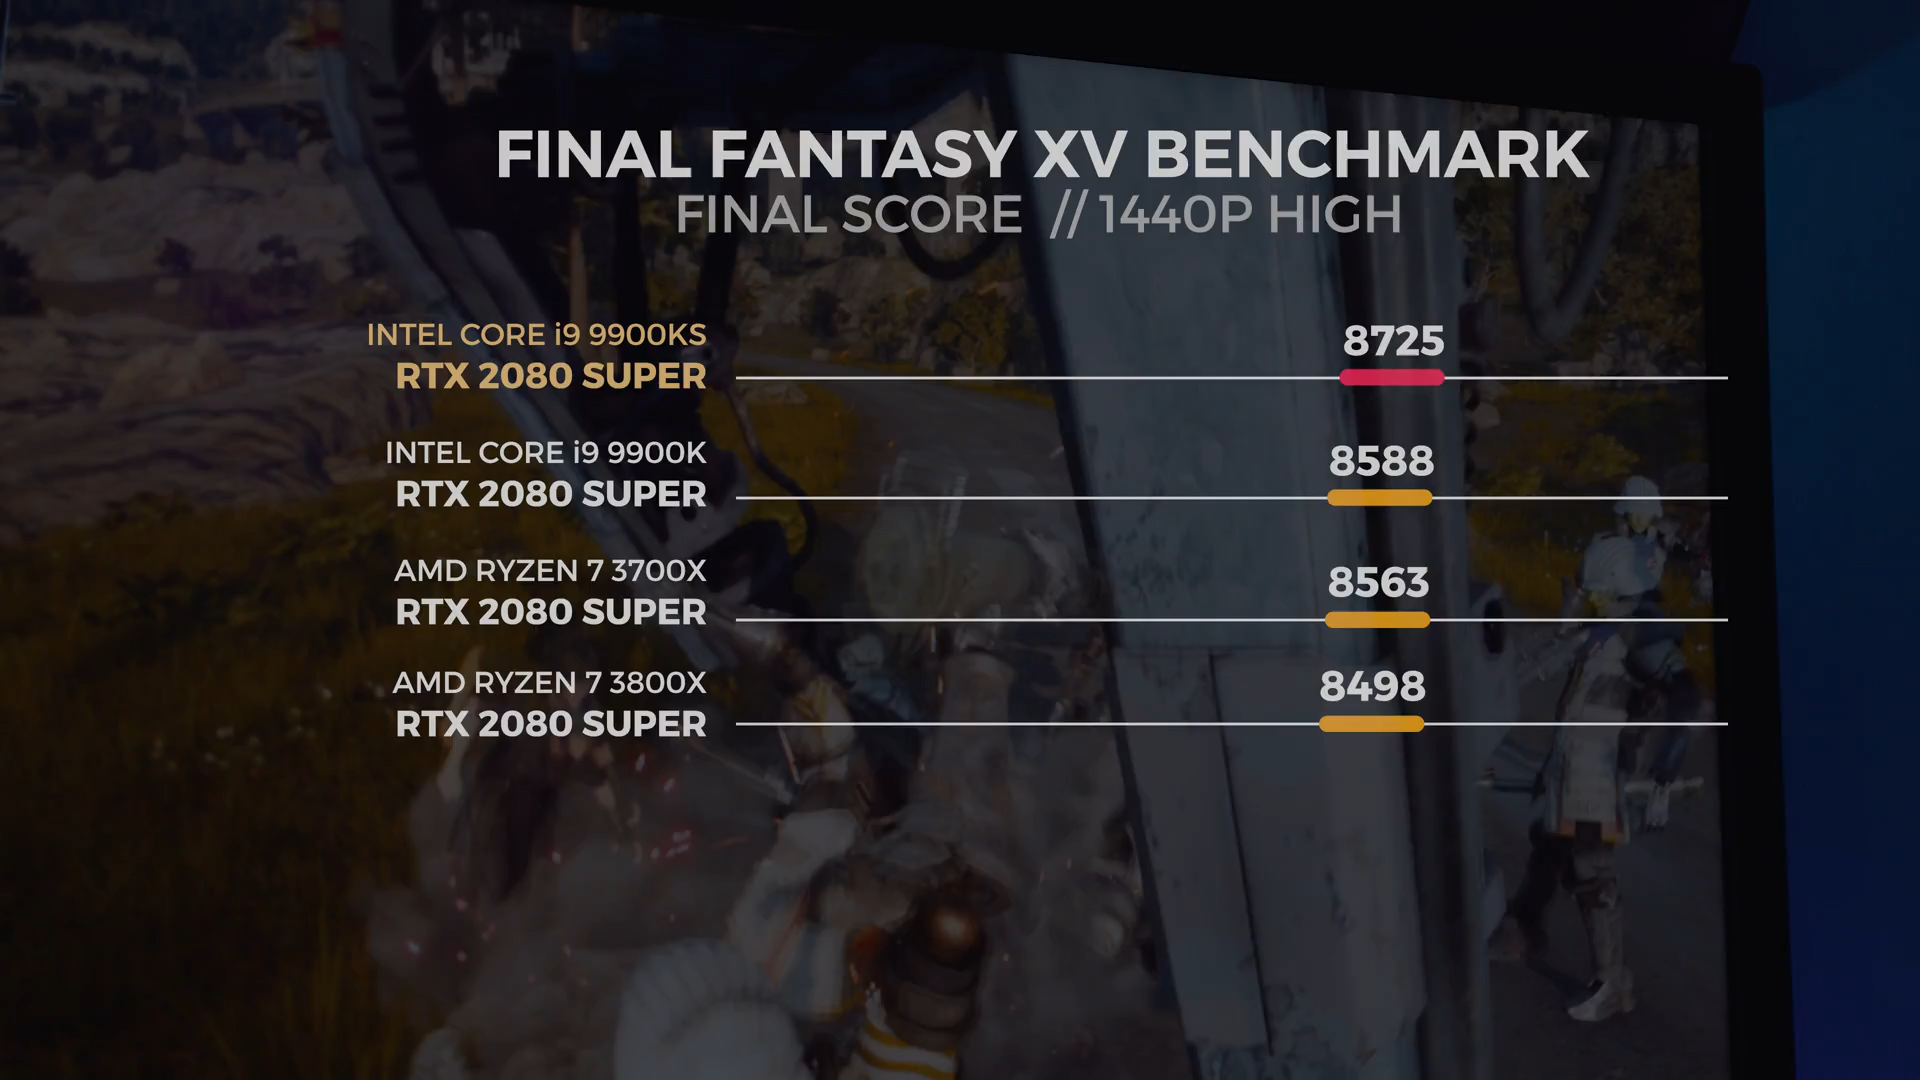 FINAL FANTASY XV BENCHMARK
FINAL SCORE // 1440P HIGH
INTEL CORE i9 9900KS
RTX 2080 SUPER
8725
INTEL CORE i9 9900K
RTX 2080 SUPER
8588
AMD RYZEN 7 3700X
RTX 2080 SUPER
8563
AMD RYZEN 7 3800X
RTX 2080 SUPER
8498